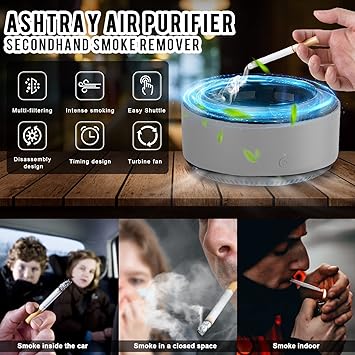 ASHTRAY AIR PURIFIER
SECONDHAND SMOKE REMOVER
Multi-filtering
Intense smoking
Easy Shuttle
Disassembly
design
Timing design
Turbine fan
Smoke inside the car
Smoke in a closed space
Smoke indoor